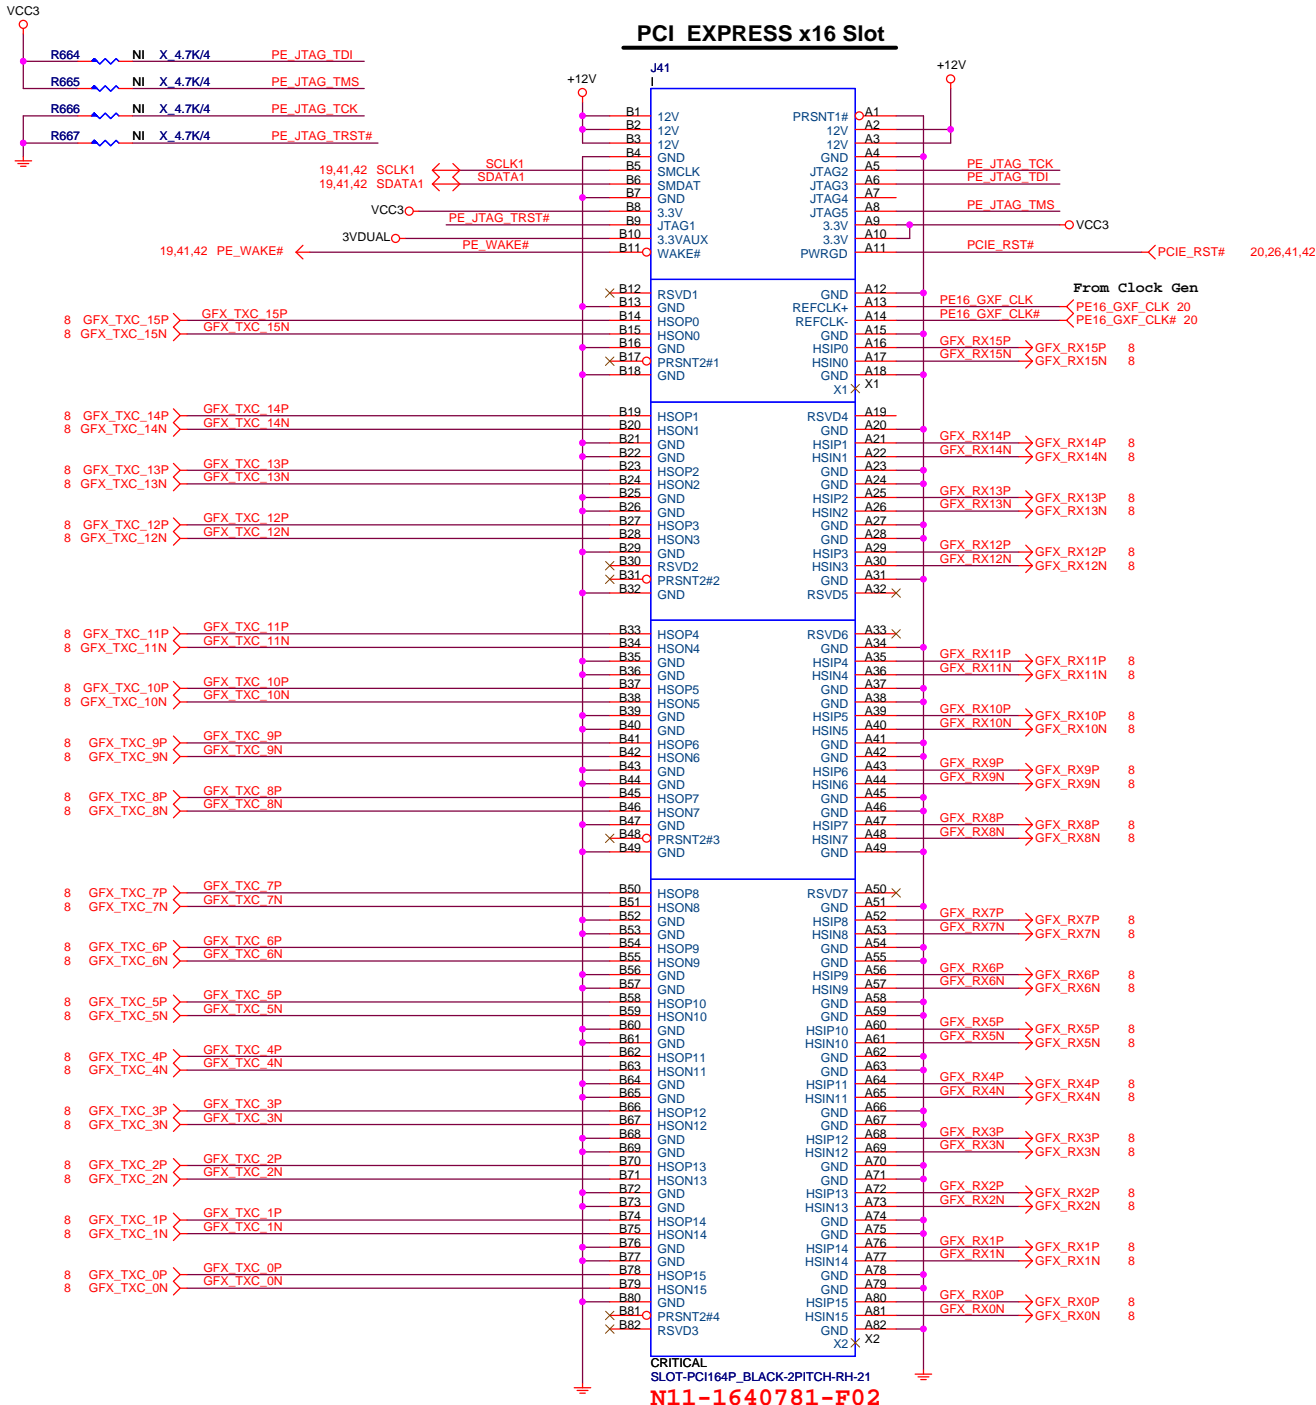 VCC3
R664 NI X_4.7K/4 PE_JTAG_TDI
R665 NI X_4.7K/4 PE_JTAG_TMS
R666 NI X_4.7K/4 PE_JTAG_TCK
R667 NI X_4.7K/4 PE_JTAG_TRST#
PCI EXPRESS x16 Slot
J41
I
+12V
+12V
B1 12V PRSNT1# A1
B2 12V 12V A2
B3 12V 12V A3
B4 GND GND A4
19,41,42 SCLK1 SCLK1 B5 SMCLK JTAG2 A5 PE_JTAG_TCK
19,41,42 SDATA1 SDATA1 B6 SMDAT JTAG3 A6 PE_JTAG_TDI
B7 GND JTAG4 A7
VCC3 B8 3.3V JTAG5 A8 PE_JTAG_TMS
PE_JTAG_TRST# B9 JTAG1 3.3V A9 VCC3
3VDUAL B10 3.3VAUX 3.3V A10
19,41,42 PE_WAKE# PE_WAKE# B11 WAKE# PWRGD A11 PCIE_RST# PCIE_RST# 20,26,41,42
From Clock Gen
B12 RSVD1 GND A12
B13 GND REFCLK+ A13 PE16_GXF_CLK PE16_GXF_CLK 20
8 GFX_TXC_15P GFX_TXC_15P B14 HSOP0 REFCLK- A14 PE16_GXF_CLK# PE16_GXF_CLK# 20
8 GFX_TXC_15N GFX_TXC_15N B15 HSON0 GND A15
B16 GND HSIP0 A16 GFX_RX15P GFX_RX15P 8
B17 PRSNT2#1 HSIN0 A17 GFX_RX15N GFX_RX15N 8
B18 GND GND A18
X1 X1
8 GFX_TXC_14P GFX_TXC_14P B19 HSOP1 RSVD4 A19
8 GFX_TXC_14N GFX_TXC_14N B20 HSON1 GND A20
B21 GND HSIP1 A21 GFX_RX14P GFX_RX14P 8
B22 GND HSIN1 A22 GFX_RX14N GFX_RX14N 8
8 GFX_TXC_13P GFX_TXC_13P B23 HSOP2 GND A23
8 GFX_TXC_13N GFX_TXC_13N B24 HSON2 GND A24
B25 GND HSIP2 A25 GFX_RX13P GFX_RX13P 8
B26 GND HSIN2 A26 GFX_RX13N GFX_RX13N 8
8 GFX_TXC_12P GFX_TXC_12P B27 HSOP3 GND A27
8 GFX_TXC_12N GFX_TXC_12N B28 HSON3 GND A28
B29 GND HSIP3 A29 GFX_RX12P GFX_RX12P 8
B30 RSVD2 HSIN3 A30 GFX_RX12N GFX_RX12N 8
B31 PRSNT2#2 GND A31
B32 GND RSVD5 A32
8 GFX_TXC_11P GFX_TXC_11P B33 HSOP4 RSVD6 A33
8 GFX_TXC_11N GFX_TXC_11N B34 HSON4 GND A34
B35 GND HSIP4 A35 GFX_RX11P GFX_RX11P 8
B36 GND HSIN4 A36 GFX_RX11N GFX_RX11N 8
8 GFX_TXC_10P GFX_TXC_10P B37 HSOP5 GND A37
8 GFX_TXC_10N GFX_TXC_10N B38 HSON5 GND A38
B39 GND HSIP5 A39 GFX_RX10P GFX_RX10P 8
B40 GND HSIN5 A40 GFX_RX10N GFX_RX10N 8
8 GFX_TXC_9P GFX_TXC_9P B41 HSOP6 GND A41
8 GFX_TXC_9N GFX_TXC_9N B42 HSON6 GND A42
B43 GND HSIP6 A43 GFX_RX9P GFX_RX9P 8
B44 GND HSIN6 A44 GFX_RX9N GFX_RX9N 8
8 GFX_TXC_8P GFX_TXC_8P B45 HSOP7 GND A45
8 GFX_TXC_8N GFX_TXC_8N B46 HSON7 GND A46
B47 GND HSIP7 A47 GFX_RX8P GFX_RX8P 8
B48 PRSNT2#3 HSIN7 A48 GFX_RX8N GFX_RX8N 8
B49 GND GND A49
8 GFX_TXC_7P GFX_TXC_7P B50 HSOP8 RSVD7 A50
8 GFX_TXC_7N GFX_TXC_7N B51 HSON8 GND A51
B52 GND HSIP8 A52 GFX_RX7P GFX_RX7P 8
B53 GND HSIN8 A53 GFX_RX7N GFX_RX7N 8
8 GFX_TXC_6P GFX_TXC_6P B54 HSOP9 GND A54
8 GFX_TXC_6N GFX_TXC_6N B55 HSON9 GND A55
B56 GND HSIP9 A56 GFX_RX6P GFX_RX6P 8
B57 GND HSIN9 A57 GFX_RX6N GFX_RX6N 8
8 GFX_TXC_5P GFX_TXC_5P B58 HSOP10 GND A58
8 GFX_TXC_5N GFX_TXC_5N B59 HSON10 GND A59
B60 GND HSIP10 A60 GFX_RX5P GFX_RX5P 8
B61 GND HSIN10 A61 GFX_RX5N GFX_RX5N 8
8 GFX_TXC_4P GFX_TXC_4P B62 HSOP11 GND A62
8 GFX_TXC_4N GFX_TXC_4N B63 HSON11 GND A63
B64 GND HSIP11 A64 GFX_RX4P GFX_RX4P 8
B65 GND HSIN11 A65 GFX_RX4N GFX_RX4N 8
8 GFX_TXC_3P GFX_TXC_3P B66 HSOP12 GND A66
8 GFX_TXC_3N GFX_TXC_3N B67 HSON12 GND A67
B68 GND HSIP12 A68 GFX_RX3P GFX_RX3P 8
B69 GND HSIN12 A69 GFX_RX3N GFX_RX3N 8
8 GFX_TXC_2P GFX_TXC_2P B70 HSOP13 GND A70
8 GFX_TXC_2N GFX_TXC_2N B71 HSON13 GND A71
B72 GND HSIP13 A72 GFX_RX2P GFX_RX2P 8
B73 GND HSIN13 A73 GFX_RX2N GFX_RX2N 8
8 GFX_TXC_1P GFX_TXC_1P B74 HSOP14 GND A74
8 GFX_TXC_1N GFX_TXC_1N B75 HSON14 GND A75
B76 GND HSIP14 A76 GFX_RX1P GFX_RX1P 8
B77 GND HSIN14 A77 GFX_RX1N GFX_RX1N 8
8 GFX_TXC_0P GFX_TXC_0P B78 HSOP15 GND A78
8 GFX_TXC_0N GFX_TXC_0N B79 HSON15 GND A79
B80 GND HSIP15 A80 GFX_RX0P GFX_RX0P 8
B81 PRSNT2#4 HSIN15 A81 GFX_RX0N GFX_RX0N 8
B82 RSVD3 GND A82
X2 X2
CRITICAL
SLOT-PCI164P_BLACK-2PITCH-RH-21
N11-1640781-F02